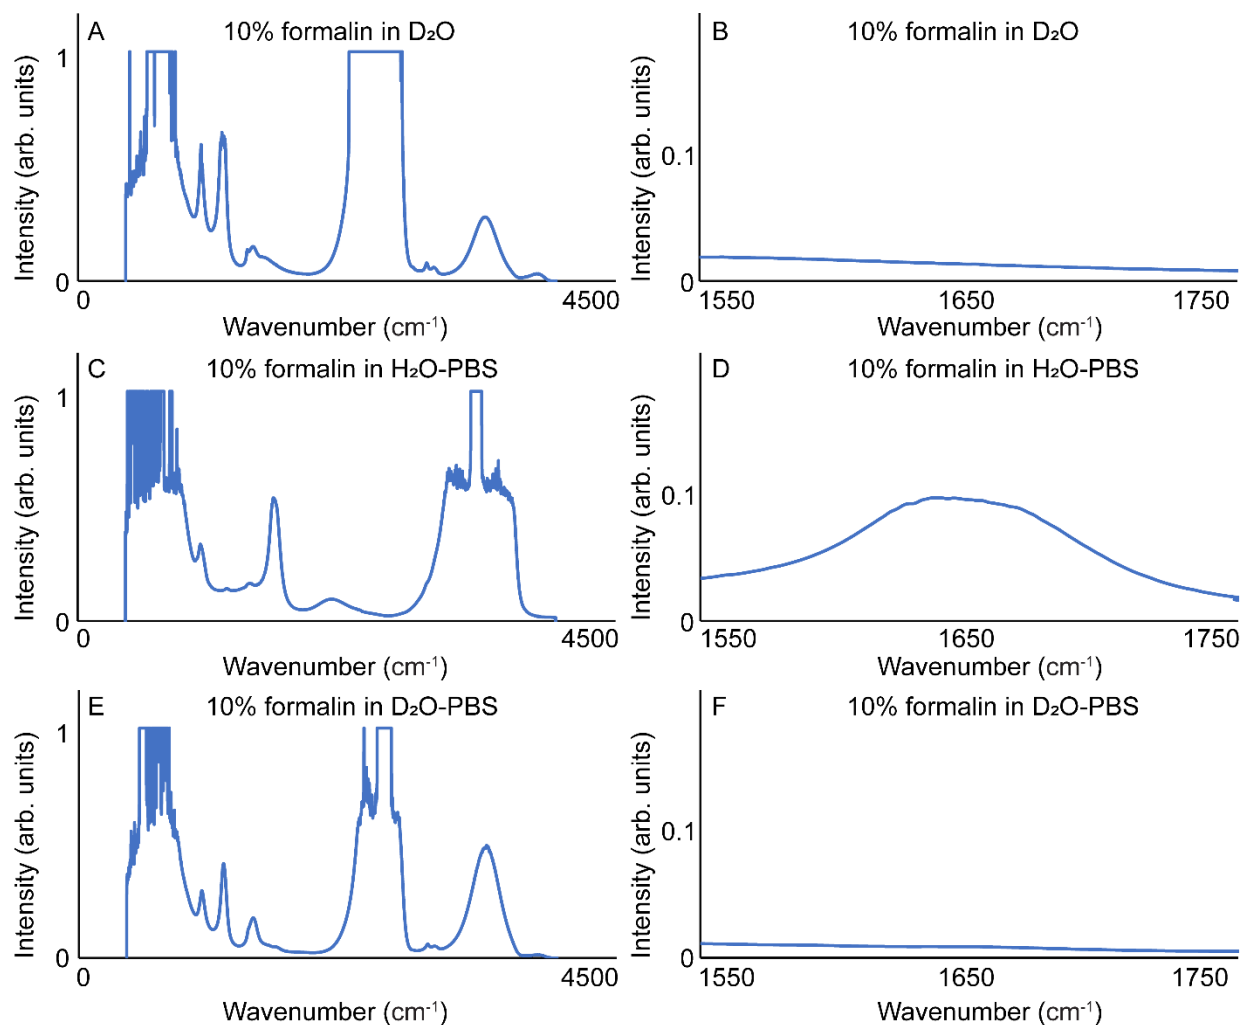 A 10% formalin in D₂O
1
Intensity (arb. units)
0
0 4500
Wavenumber (cm⁻¹)
B 10% formalin in D₂O
0.1
Intensity (arb. units)
0
1550 1650 1750
Wavenumber (cm⁻¹)
C 10% formalin in H₂O-PBS
1
Intensity (arb. units)
0
0 4500
Wavenumber (cm⁻¹)
D 10% formalin in H₂O-PBS
0.1
Intensity (arb. units)
0
1550 1650 1750
Wavenumber (cm⁻¹)
E 10% formalin in D₂O-PBS
1
Intensity (arb. units)
0
0 4500
Wavenumber (cm⁻¹)
F 10% formalin in D₂O-PBS
0.1
Intensity (arb. units)
0
1550 1650 1750
Wavenumber (cm⁻¹)